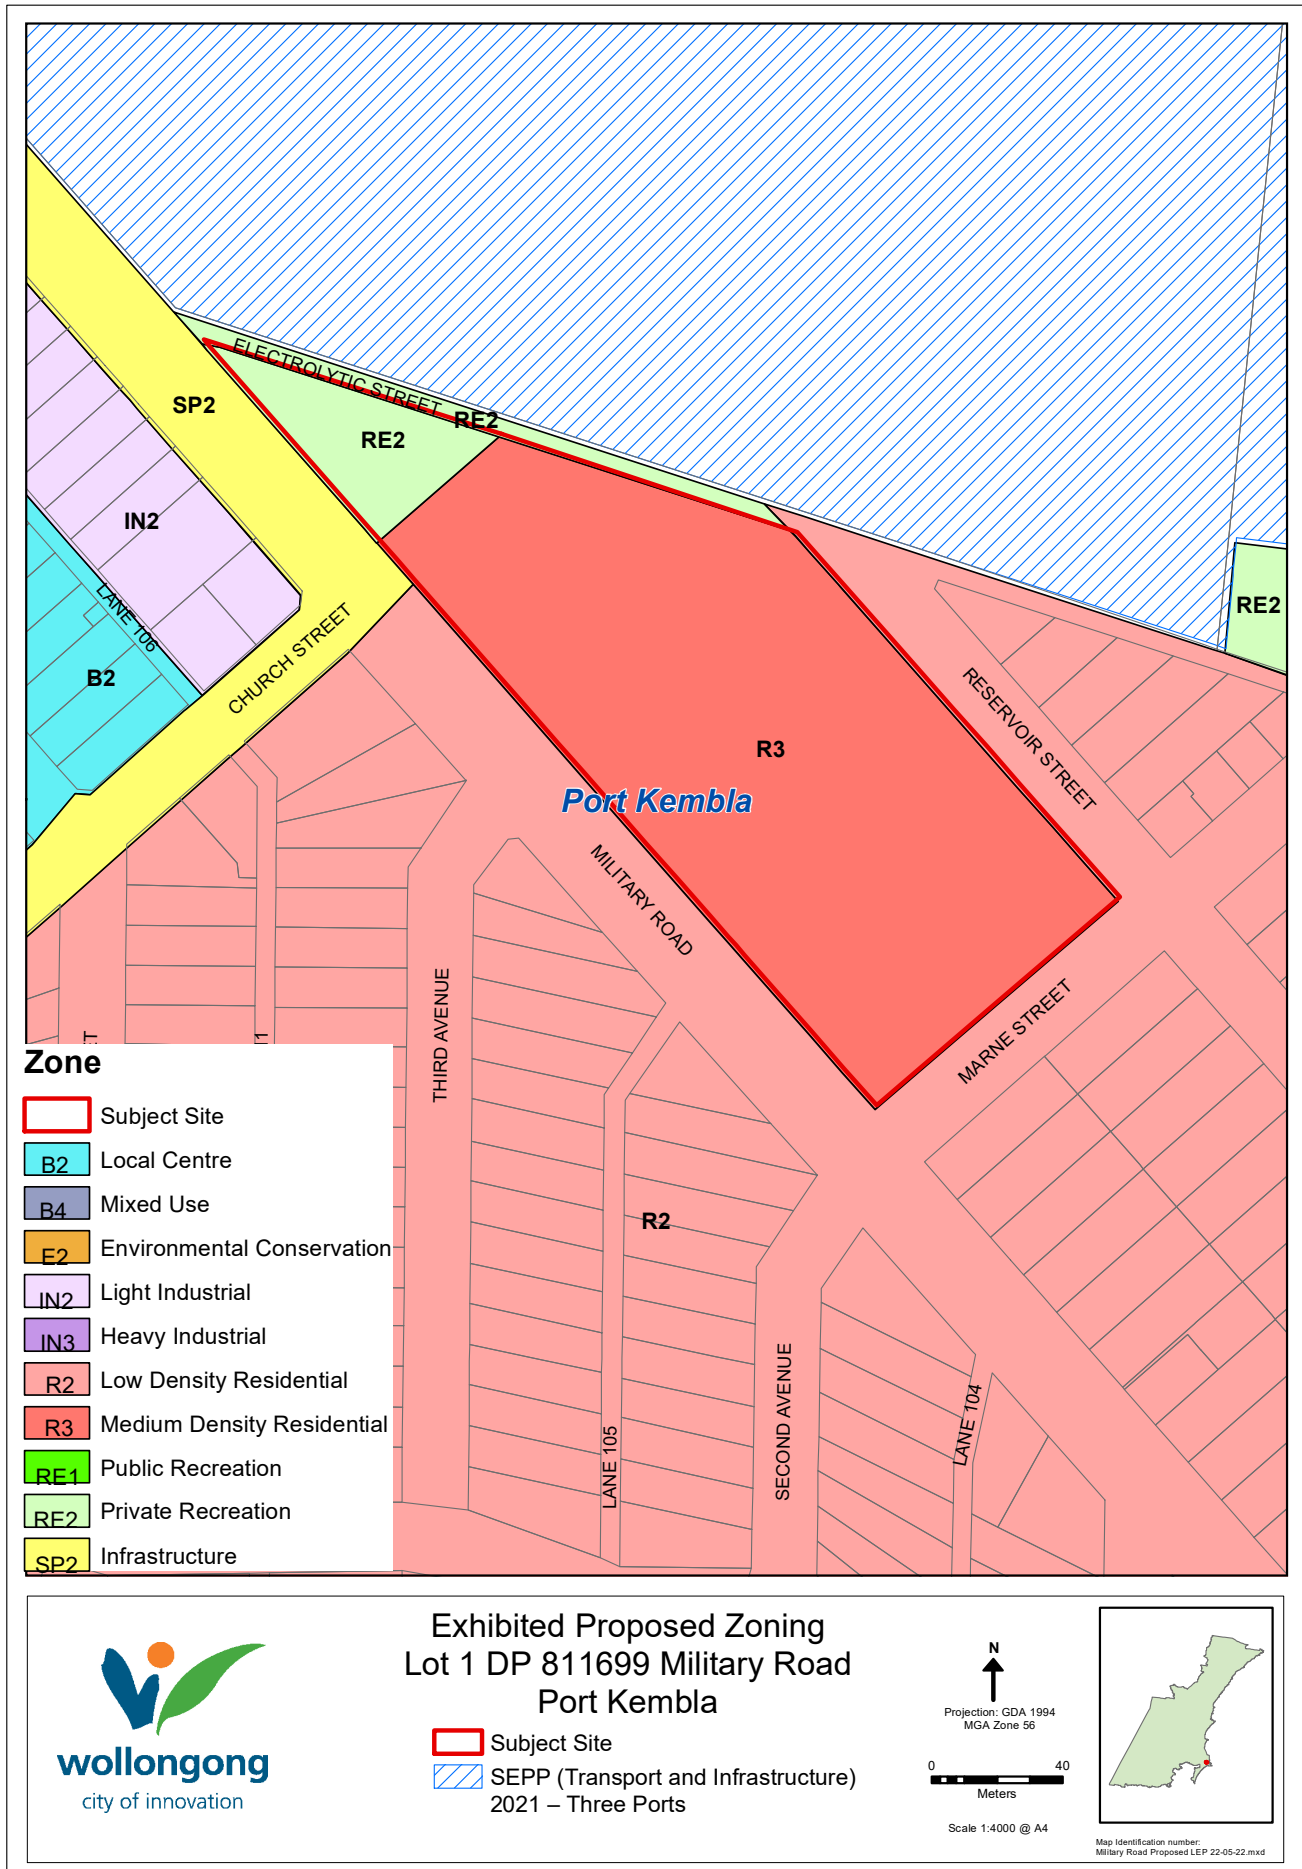 ELECTROLYTIC STREET
SP2
RE2
RE2
IN2
LANE 106
RE2
CHURCH STREET
B2
RESERVOIR STREET
R3
Port Kembla
MILITARY ROAD
THIRD AVENUE
MARNE STREET
ET
R2
SECOND AVENUE
LANE 104
LANE 105
Zone
Subject Site
B2 Local Centre
B4 Mixed Use
E2 Environmental Conservation
IN2 Light Industrial
IN3 Heavy Industrial
R2 Low Density Residential
R3 Medium Density Residential
RE1 Public Recreation
RE2 Private Recreation
SP2 Infrastructure
wollongong
city of innovation
Exhibited Proposed Zoning
Lot 1 DP 811699 Military Road
Port Kembla
Subject Site
SEPP (Transport and Infrastructure)
2021 – Three Ports
N
Projection: GDA 1994
MGA Zone 56
0 40
Meters
Scale 1:4000 @ A4
Map Identification number:
Military Road Proposed LEP 22-05-22.mxd